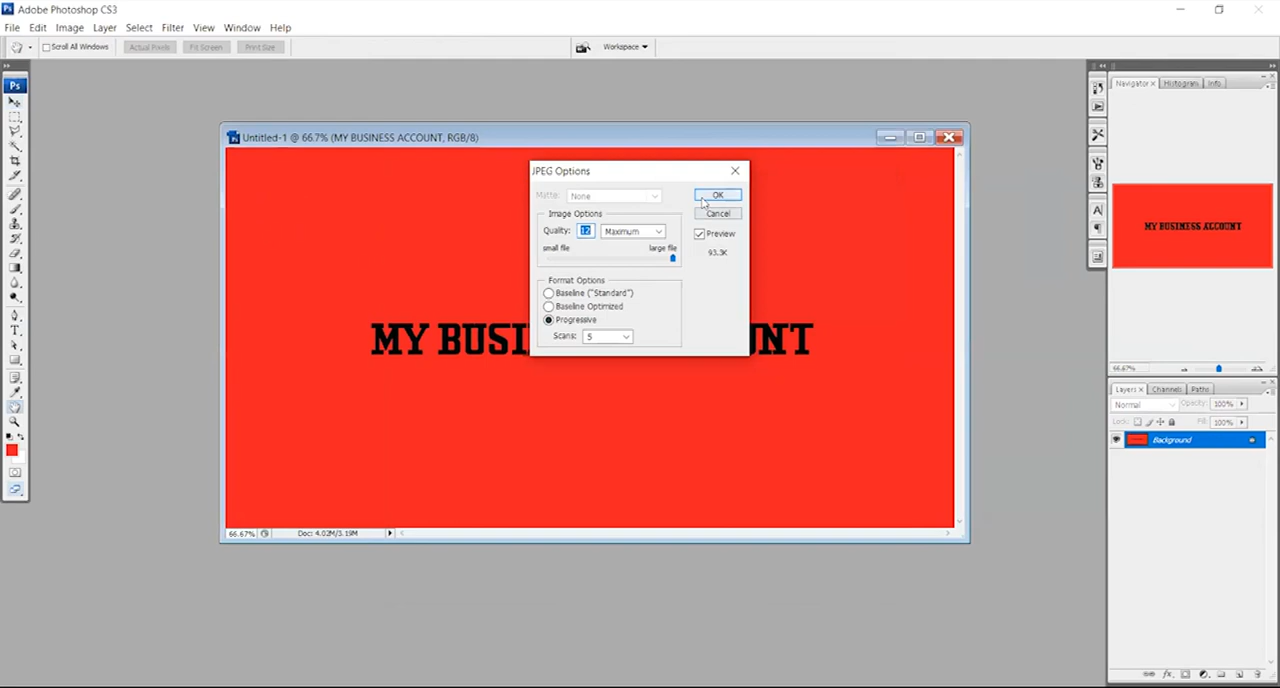 Ps Adobe Photoshop CS3
File Edit Image Layer Select Filter View Window Help
Scroll All Windows Actual Pixels Fit Screen Print Size Workspace
Ps
Untitled-1 @ 66.7% (MY BUSINESS ACCOUNT, RGB/8)
MY BUSI
UNT
66.67% Doc: 4.02M/3.19M
JPEG Options
Matte: None
OK
Image Options
Cancel
Quality: 12 Maximum
Preview
small file large file
93.3K
Format Options
Baseline ("Standard")
Baseline Optimized
Progressive
Scans: 5
Navigator Histogram Info
MY BUSINESS ACCOUNT
66.67%
Layers Channels Paths
Normal Opacity: 100%
Lock: Fill: 100%
Background